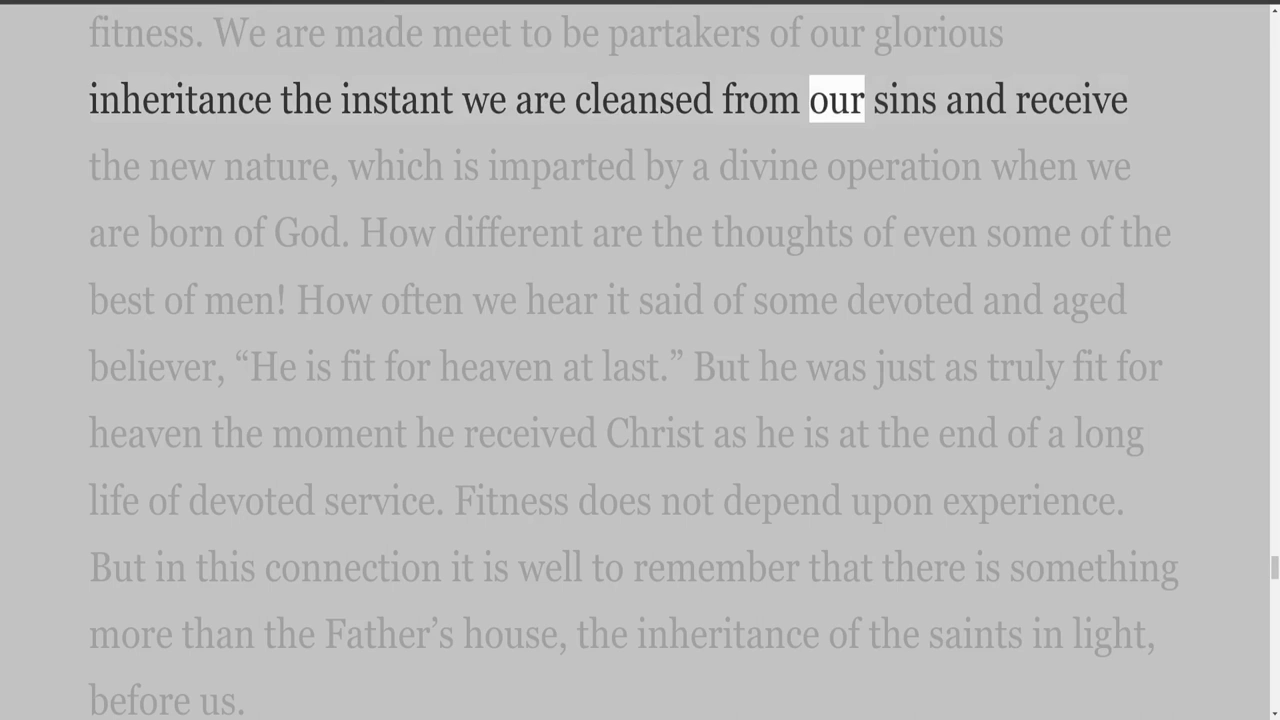 fitness. We are made meet to be partakers of our glorious
inheritance the instant we are cleansed from our sins and receive
the new nature, which is imparted by a divine operation when we
are born of God. How different are the thoughts of even some of the
best of men! How often we hear it said of some devoted and aged
believer, “He is fit for heaven at last.” But he was just as truly fit for
heaven the moment he received Christ as he is at the end of a long
life of devoted service. Fitness does not depend upon experience.
But in this connection it is well to remember that there is something
more than the Father’s house, the inheritance of the saints in light,
before us.